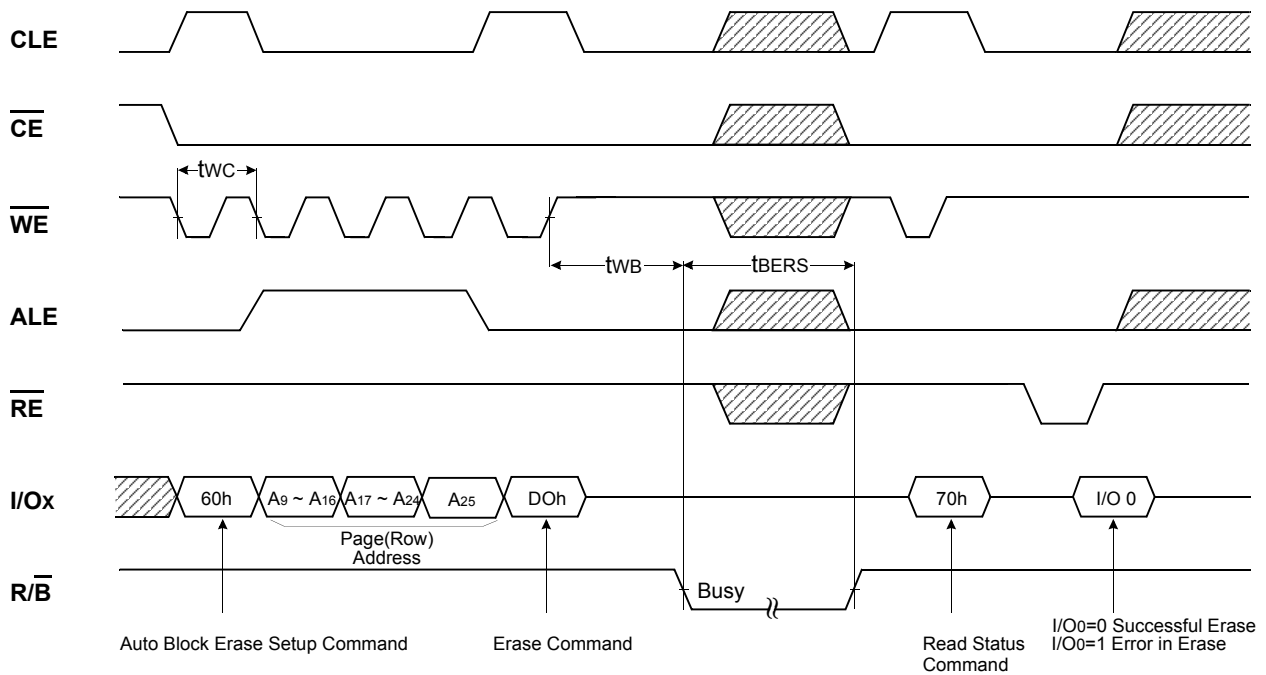 CLE
CE
tWC
WE
tWB
tBERS
ALE
RE
I/Ox
60h
A9 ~ A16
A17 ~ A24
A25
DOh
70h
I/O 0
Page(Row)
Address
R/B
Busy
Auto Block Erase Setup Command
Erase Command
Read Status
Command
I/O0=0 Successful Erase
I/O0=1 Error in Erase